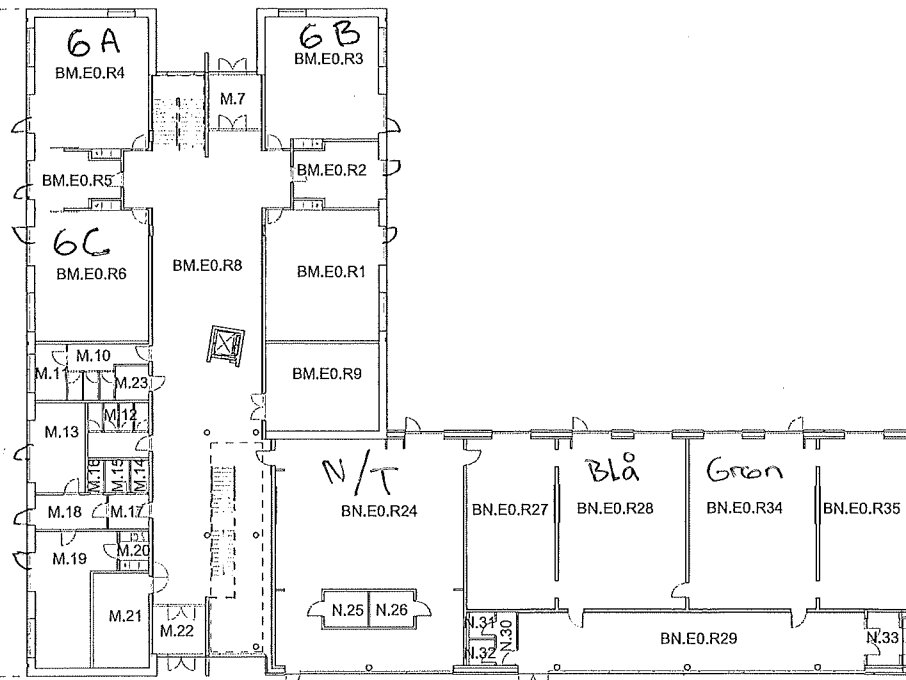 6A
BM.E0.R4
6B
BM.E0.R3
M.7
BM.E0.R5
BM.E0.R2
6C
BM.E0.R6
BM.E0.R8
BM.E0.R1
M.10
M.11
M.23
BM.E0.R9
M.12
M.13
M.16
M.15
M.14
M.18
M.17
M.19
M.20
M.21
M.22
N/T
BN.E0.R24
BN.E0.R27
Blå
BN.E0.R28
Grön
BN.E0.R34
BN.E0.R35
N.25
N.26
N.31
N.32
N.30
BN.E0.R29
N.33